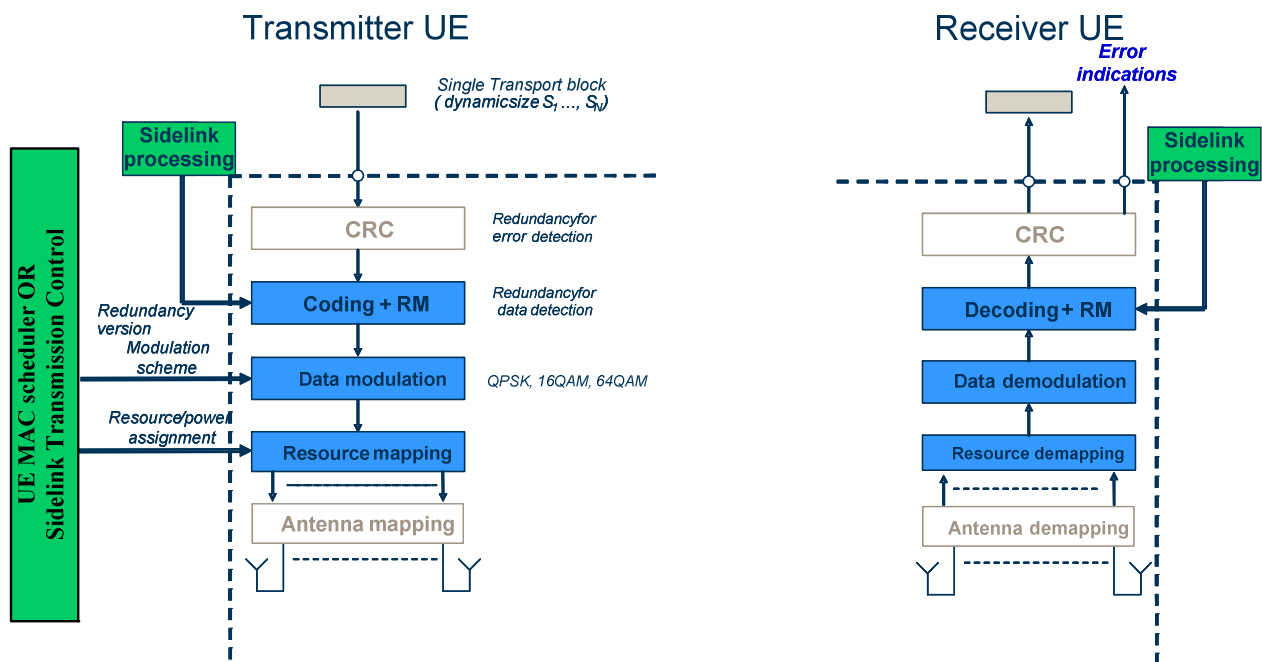 Transmitter UE
Receiver UE
Single Transport block
( dynamicsize S1 ..., SN)
Error
indications
Sidelink
processing
Sidelink
processing
UE MAC scheduler OR
Sidelink Transmission Control
CRC
Redundancyfor
error detection
CRC
Coding + RM
Redundancyfor
data detection
Decoding + RM
Redundancy
version
Modulation
scheme
Data modulation
QPSK, 16QAM, 64QAM
Data demodulation
Resource/power
assignment
Resource mapping
Resource demapping
Antenna mapping
Antenna demapping